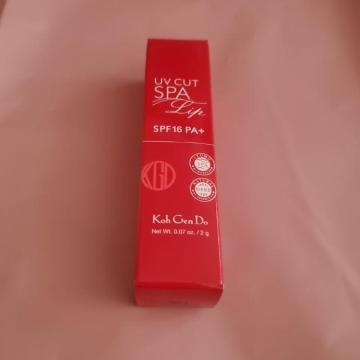 UV CUT
SPA
Lip
SPF16 PA+
KGD
Koh Gen Do
Net Wt. 0.07 oz. / 2 g